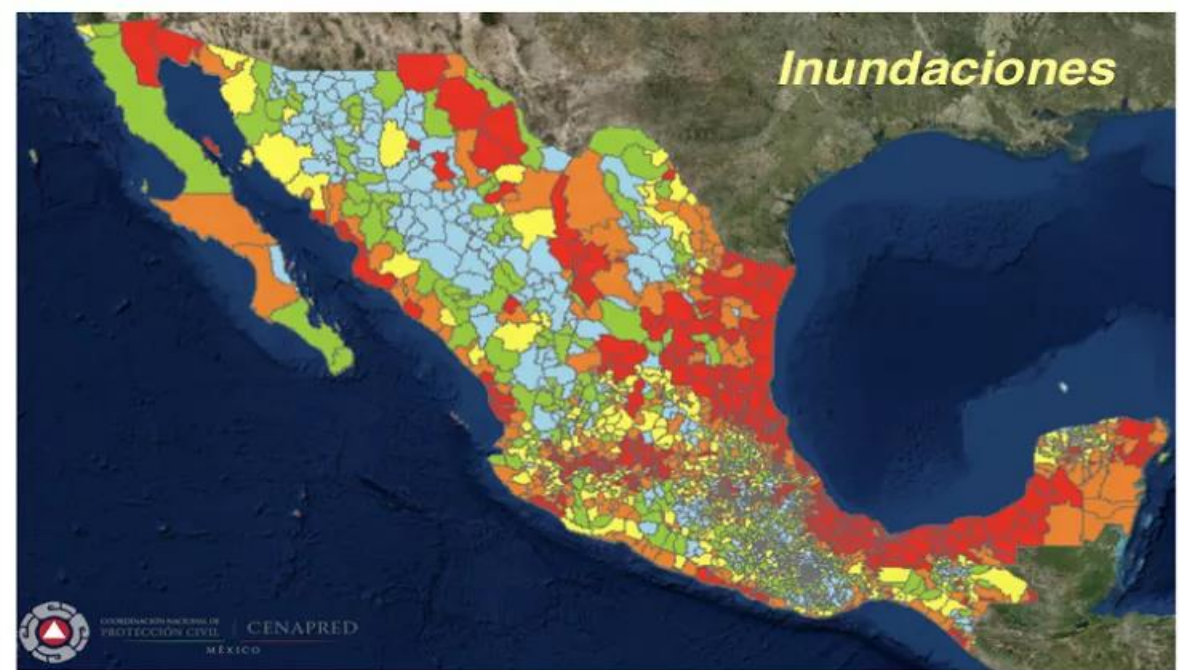 Inundaciones
COORDINACIÓN NACIONAL DE
PROTECCIÓN CIVIL
CENAPRED
MÉXICO